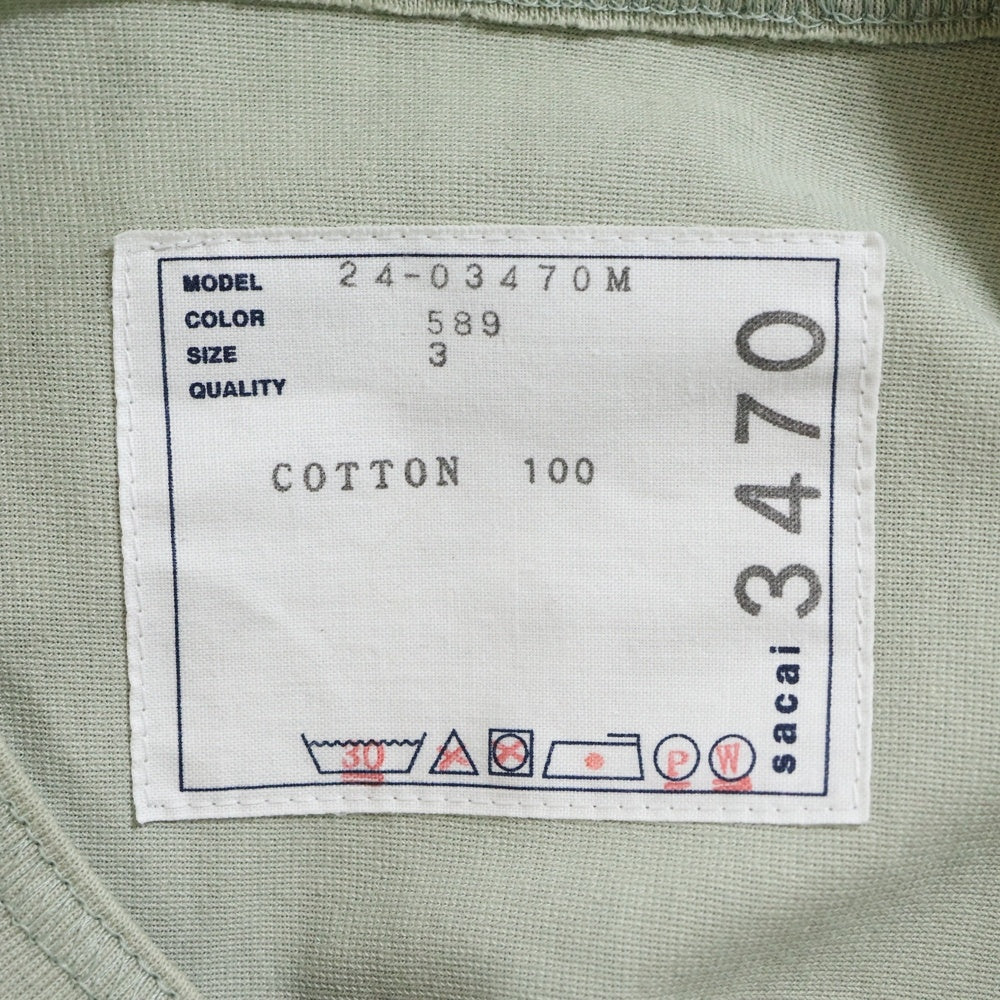 MODEL 24-03470M
COLOR 589
SIZE 3
QUALITY
COTTON 100
30 P W
sacai 3470